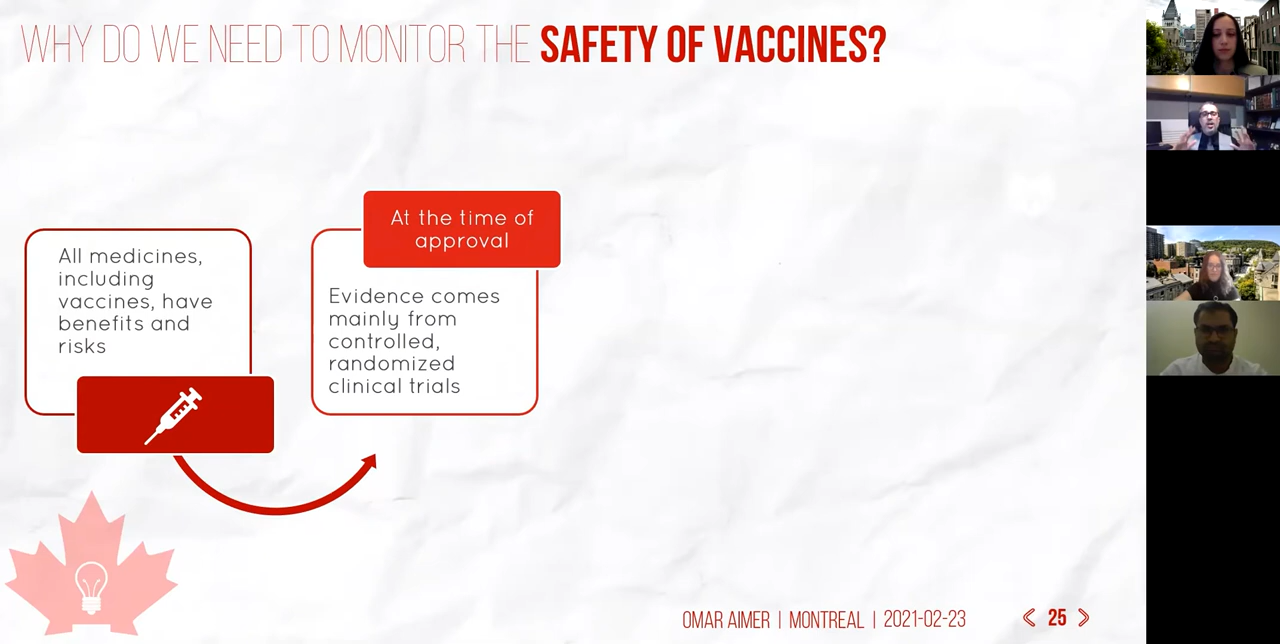 WHY DO WE NEED TO MONITOR THE SAFETY OF VACCINES?
All medicines,
including
vaccines, have
benefits and
risks
At the time of
approval
Evidence comes
mainly from
controlled,
randomized
clinical trials
OMAR AIMER | MONTREAL | 2021-02-23
25